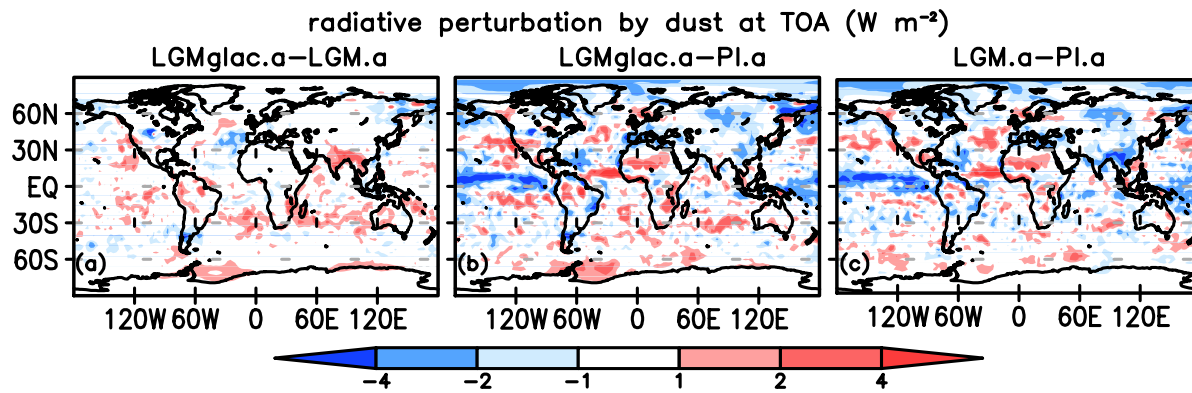 radiative perturbation by dust at TOA (W m⁻²)
LGMglac.a−LGM.a LGMglac.a−PI.a LGM.a−PI.a
60N
30N
EQ
30S
60S
(a) (b) (c)
120W 60W 0 60E 120E 120W 60W 0 60E 120E 120W 60W 0 60E 120E
−4 −2 −1 1 2 4